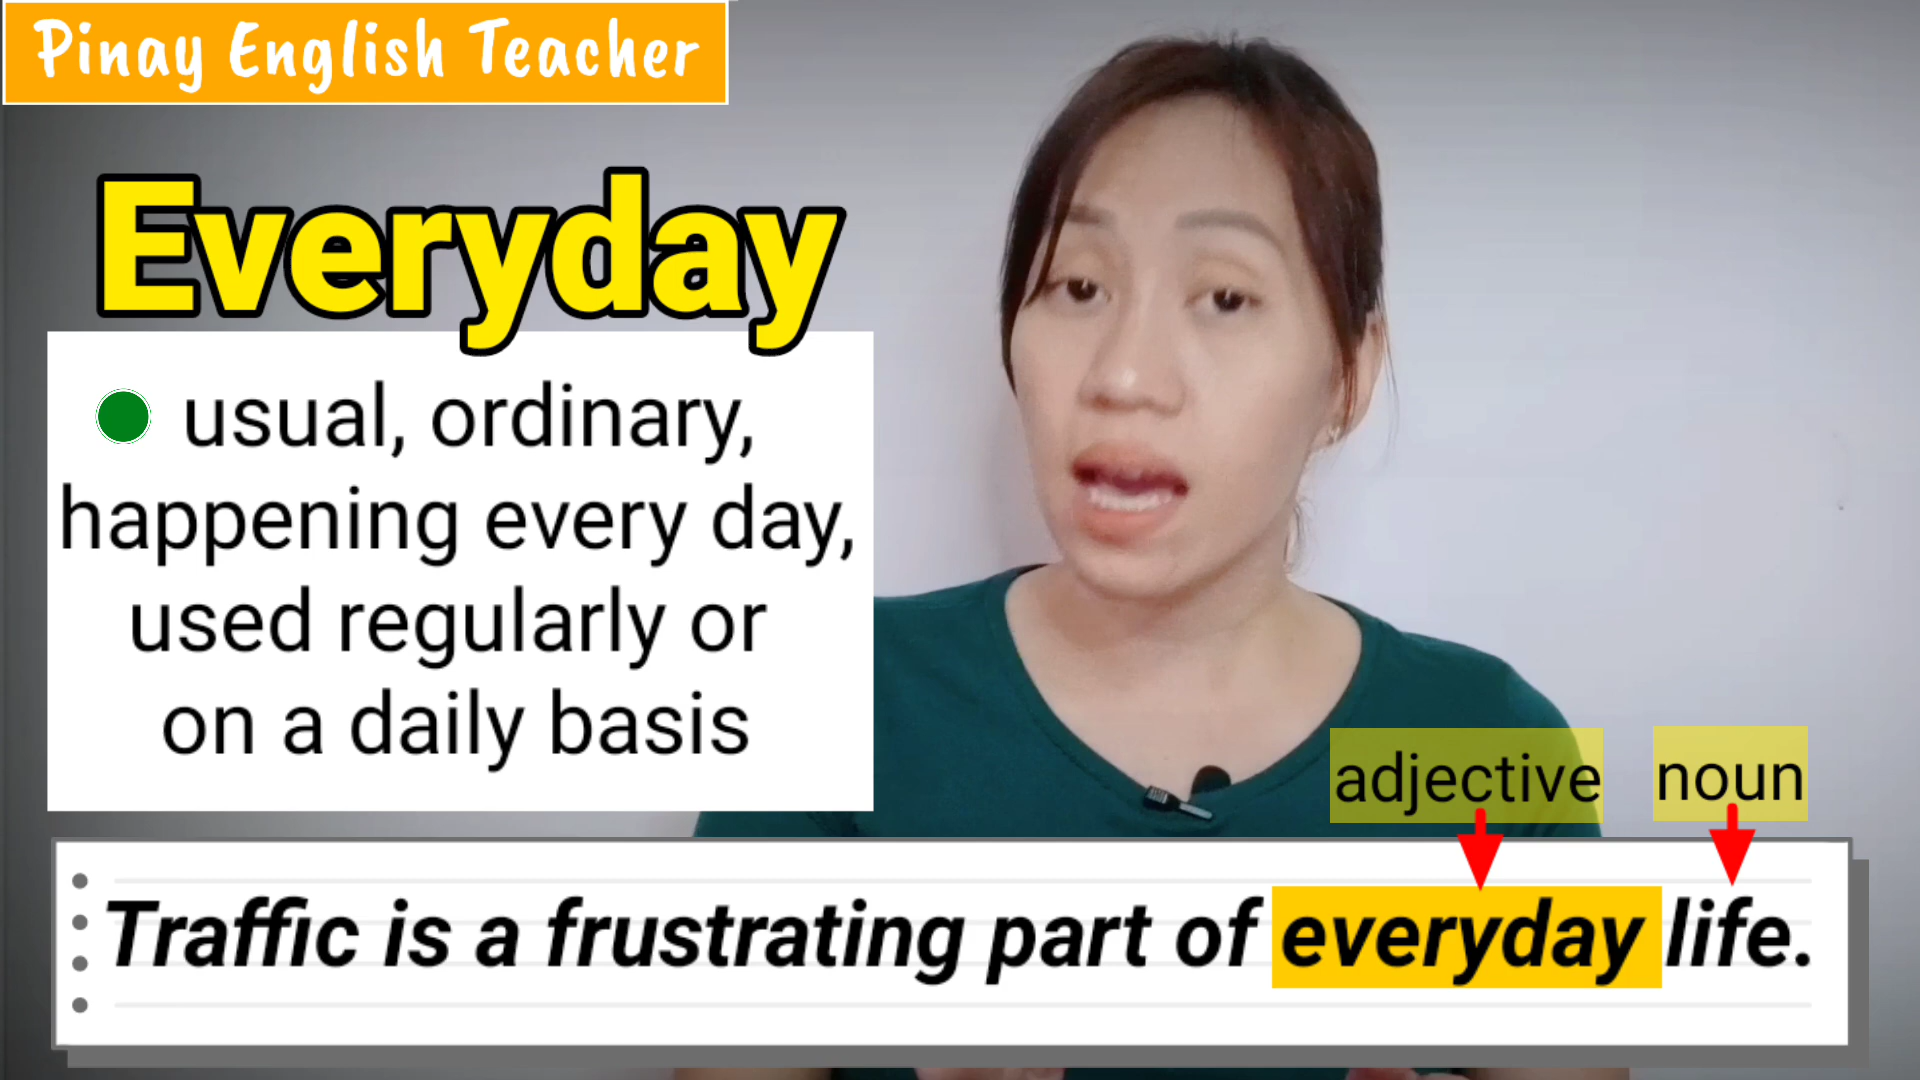 Pinay English Teacher
Everyday
usual, ordinary,
happening every day,
used regularly or
on a daily basis
adjective noun
Traffic is a frustrating part of everyday life.